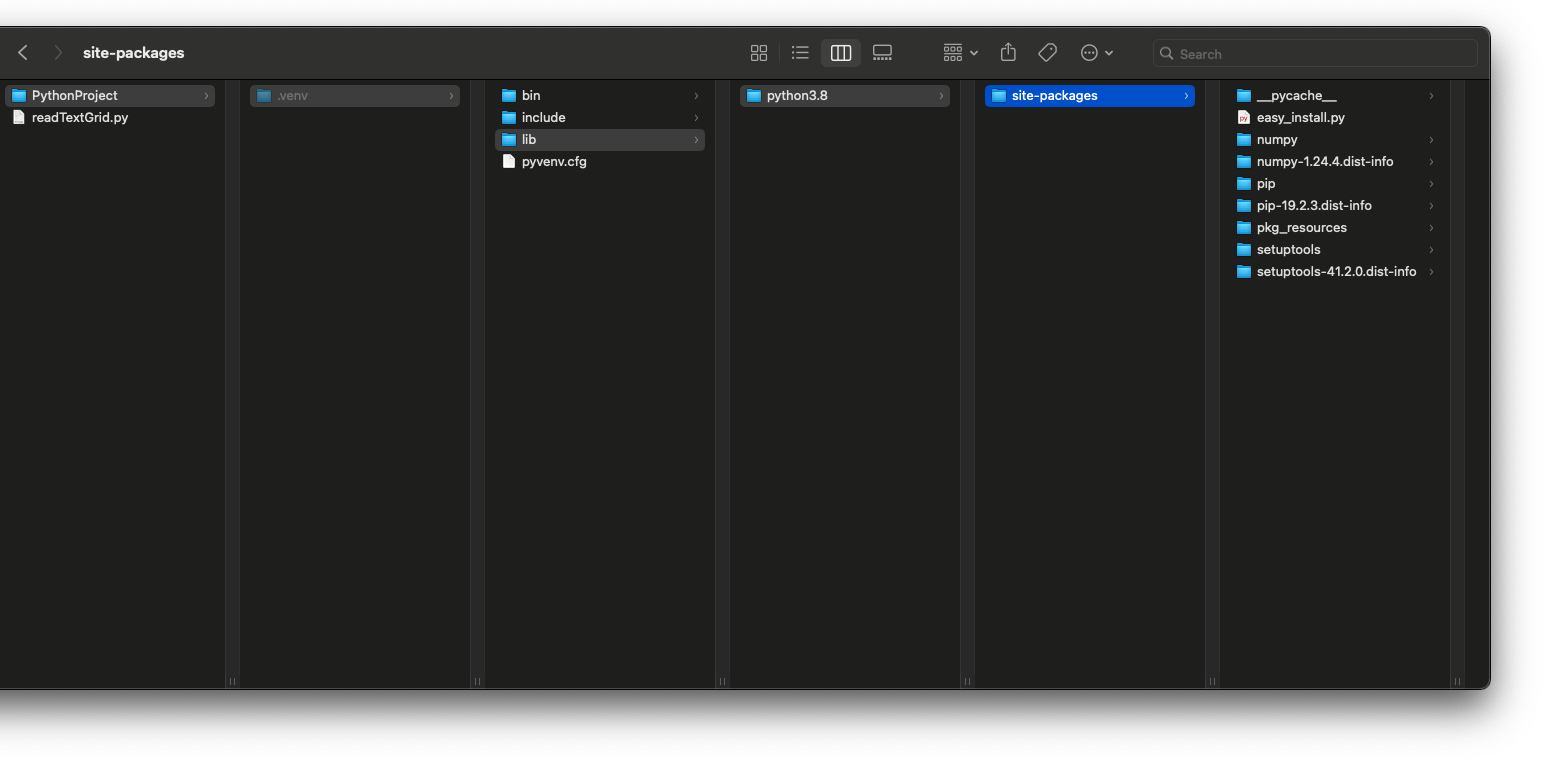 site-packages
Search
PythonProject
readTextGrid.py
.venv
bin
include
lib
pyvenv.cfg
python3.8
site-packages
__pycache__
easy_install.py
numpy
numpy-1.24.4.dist-info
pip
pip-19.2.3.dist-info
pkg_resources
setuptools
setuptools-41.2.0.dist-info